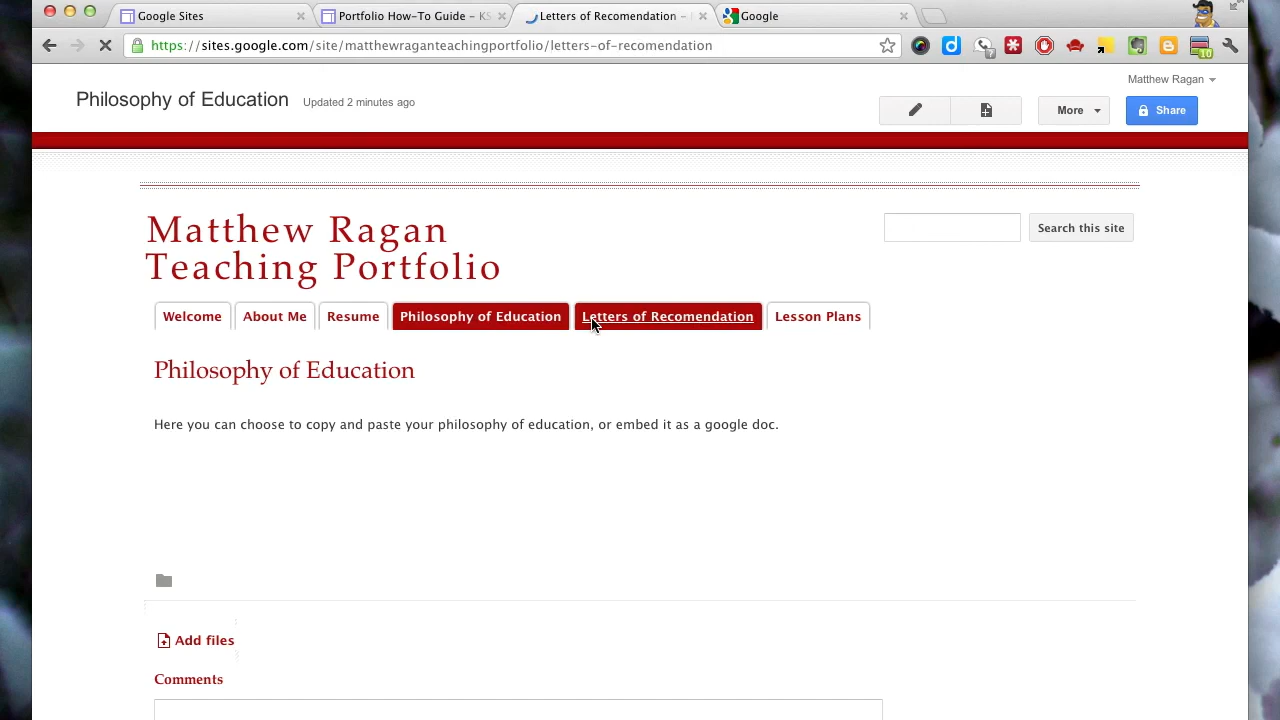 Google Sites
Portfolio How-To Guide – KS
Letters of Recomendation –
Google
https://sites.google.com/site/matthewraganteachingportfolio/letters-of-recomendation
10
Matthew Ragan
Philosophy of Education
Updated 2 minutes ago
More
Share
Matthew Ragan
Teaching Portfolio
Search this site
Welcome
About Me
Resume
Philosophy of Education
Letters of Recomendation
Lesson Plans
Philosophy of Education
Here you can choose to copy and paste your philosophy of education, or embed it as a google doc.
Add files
Comments